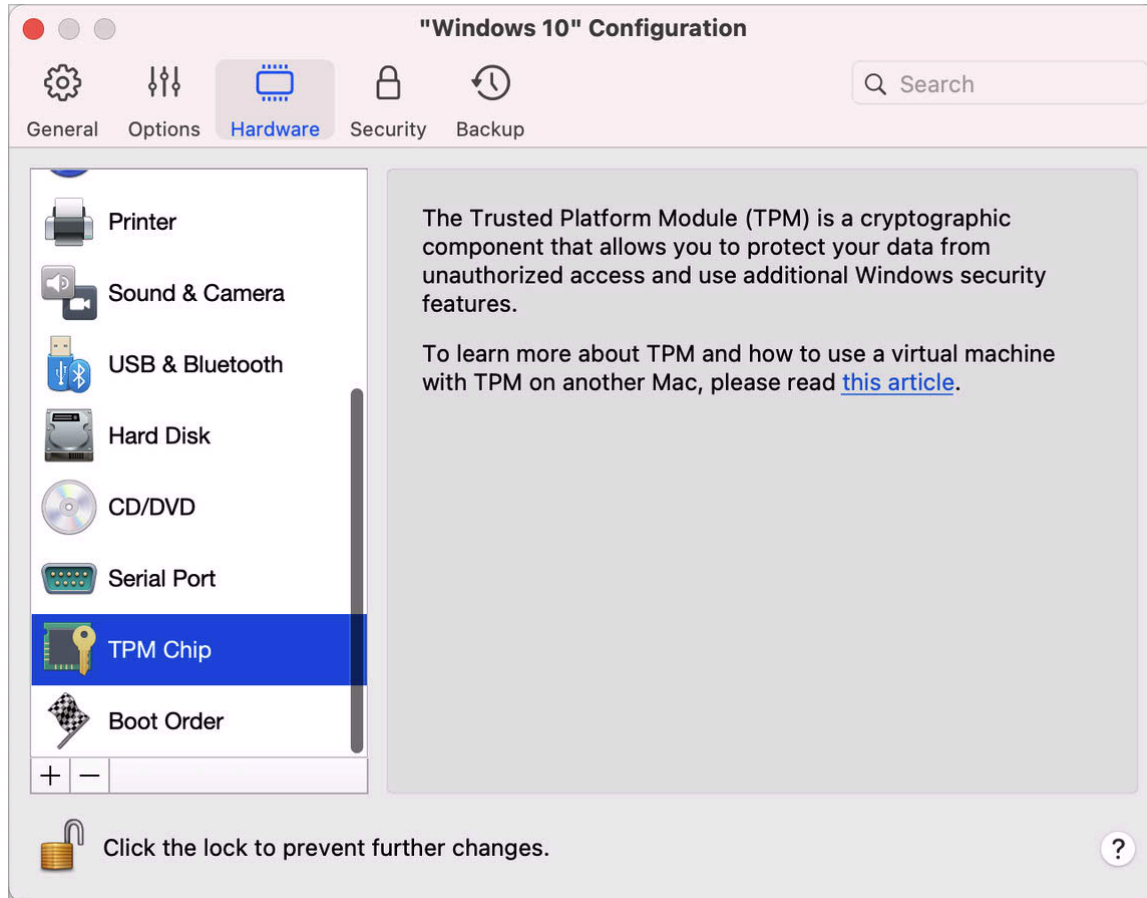 "Windows 10" Configuration
General
Options
Hardware
Security
Backup
Search
Printer
Sound & Camera
USB & Bluetooth
Hard Disk
CD/DVD
Serial Port
TPM Chip
Boot Order
The Trusted Platform Module (TPM) is a cryptographic
component that allows you to protect your data from
unauthorized access and use additional Windows security
features.
To learn more about TPM and how to use a virtual machine
with TPM on another Mac, please read this article.
+ −
Click the lock to prevent further changes.
?